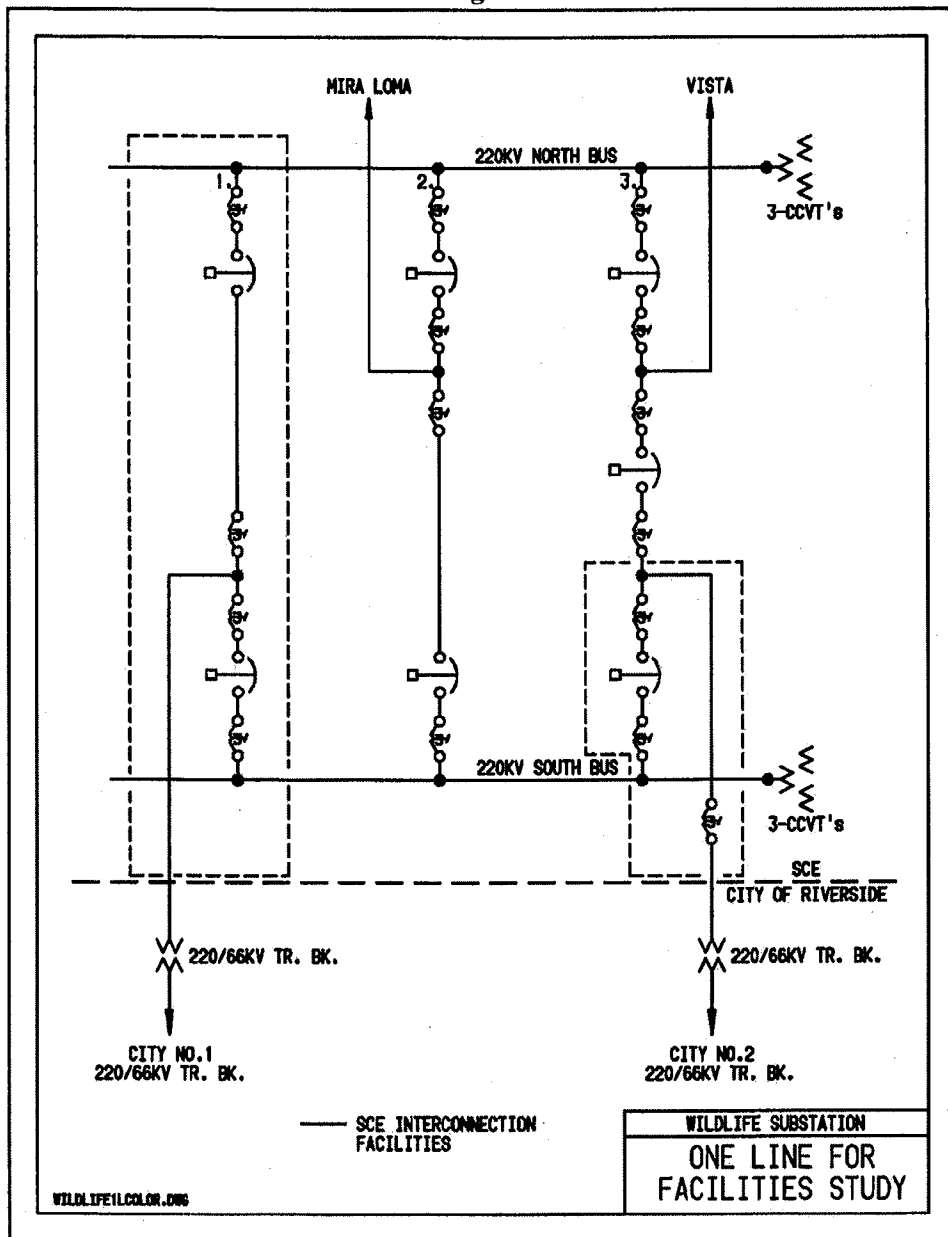 MIRA LOMA
VISTA
220KV NORTH BUS
1.
2.
3.
3-CCVT's
220KV SOUTH BUS
3-CCVT's
SCE
CITY OF RIVERSIDE
220/66KV TR. BK.
220/66KV TR. BK.
CITY NO.1
220/66KV TR. BK.
CITY NO.2
220/66KV TR. BK.
SCE INTERCONNECTION
FACILITIES
WILDLIFE SUBSTATION
ONE LINE FOR
FACILITIES STUDY
WILDLIFE1LCOLOR.DWG